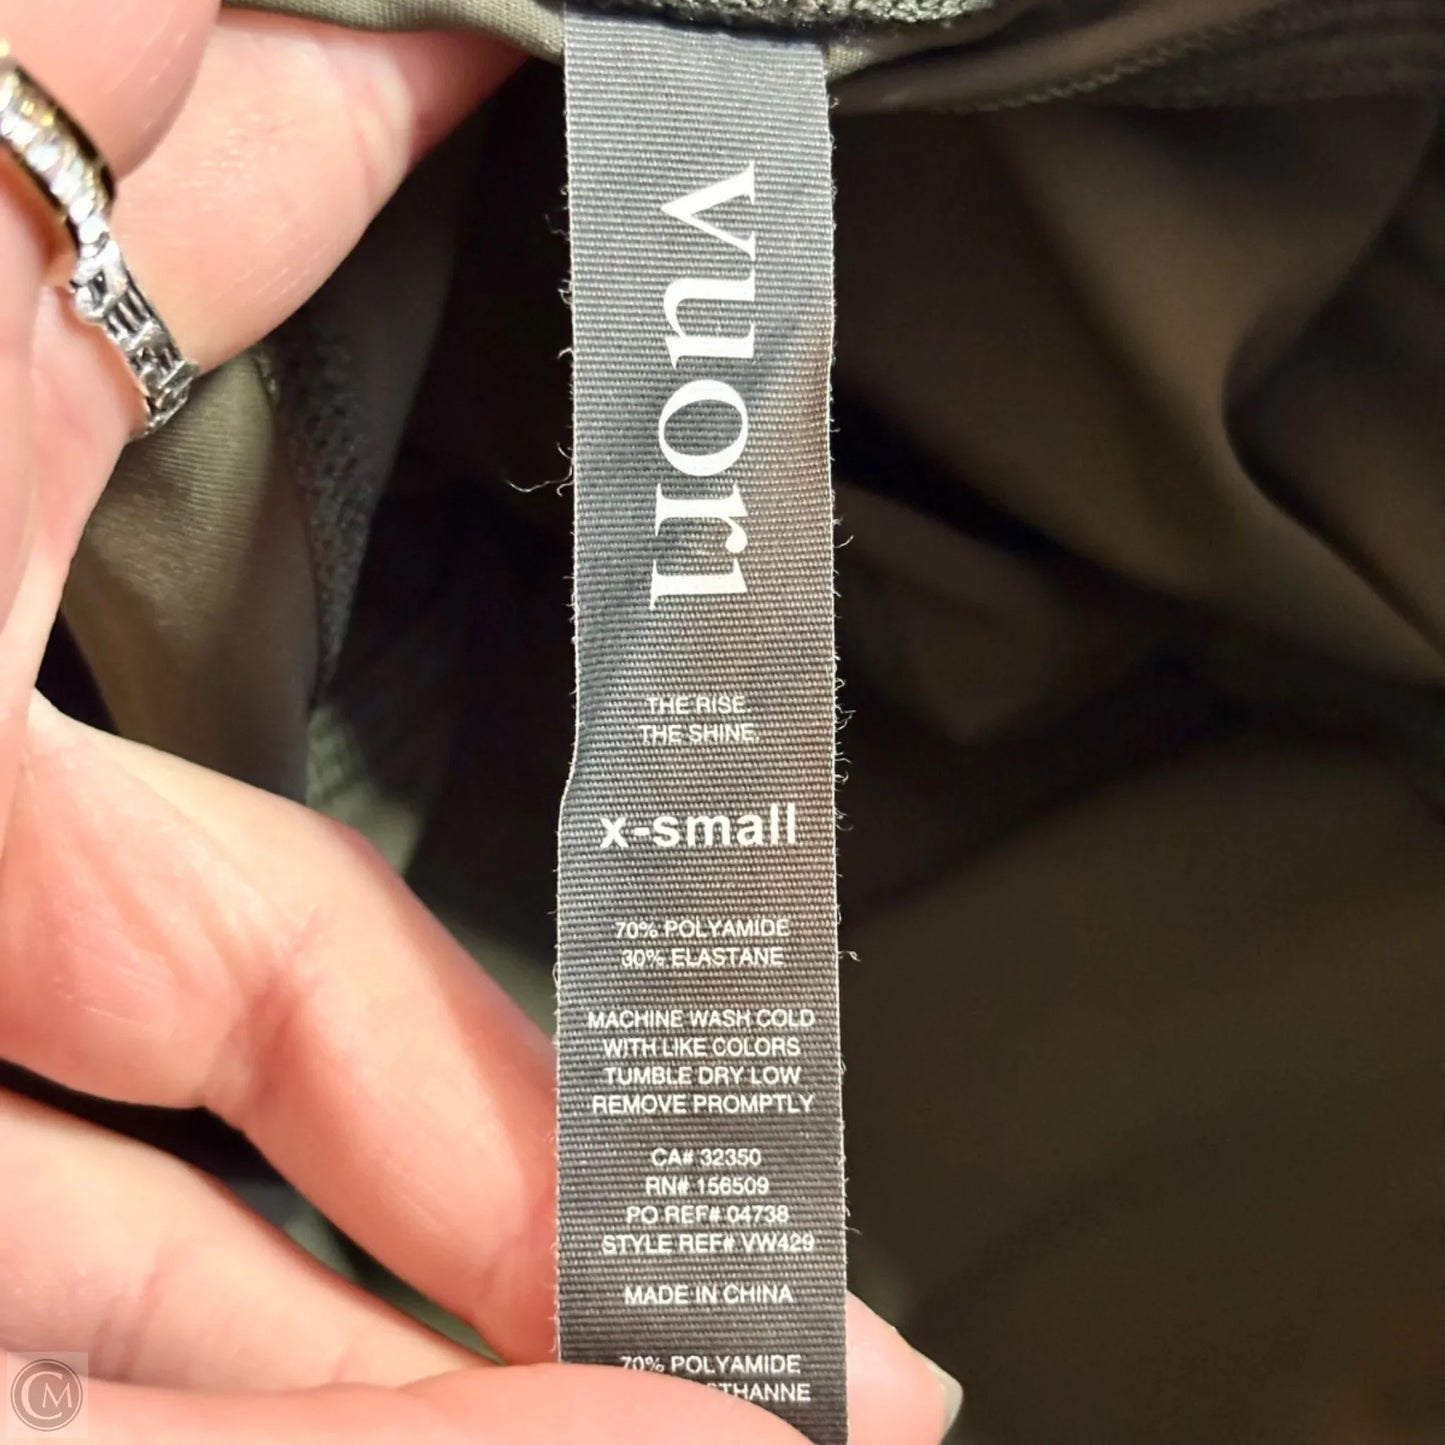 vuori
THE RISE.
THE SHINE.
x-small
70% POLYAMIDE
30% ELASTANE
MACHINE WASH COLD
WITH LIKE COLORS
TUMBLE DRY LOW
REMOVE PROMPTLY
CA# 32350
RN# 156509
PO REF# 04738
STYLE REF# VW429
MADE IN CHINA
70% POLYAMIDE
CM